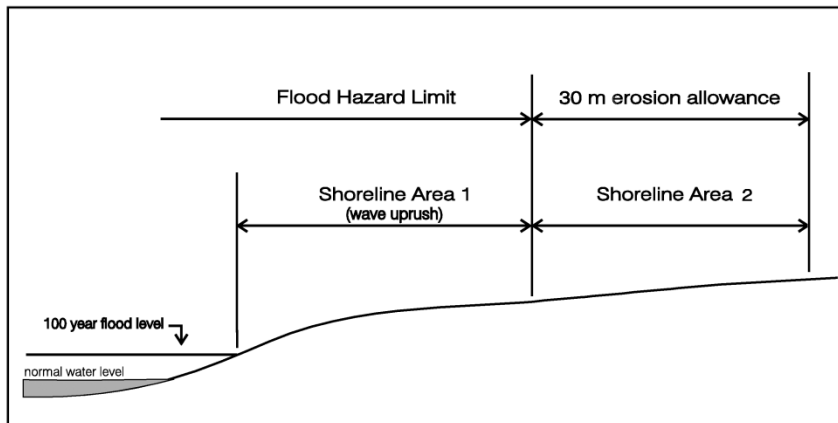 Flood Hazard Limit
30 m erosion allowance
Shoreline Area 1
(wave uprush)
Shoreline Area 2
100 year flood level
normal water level